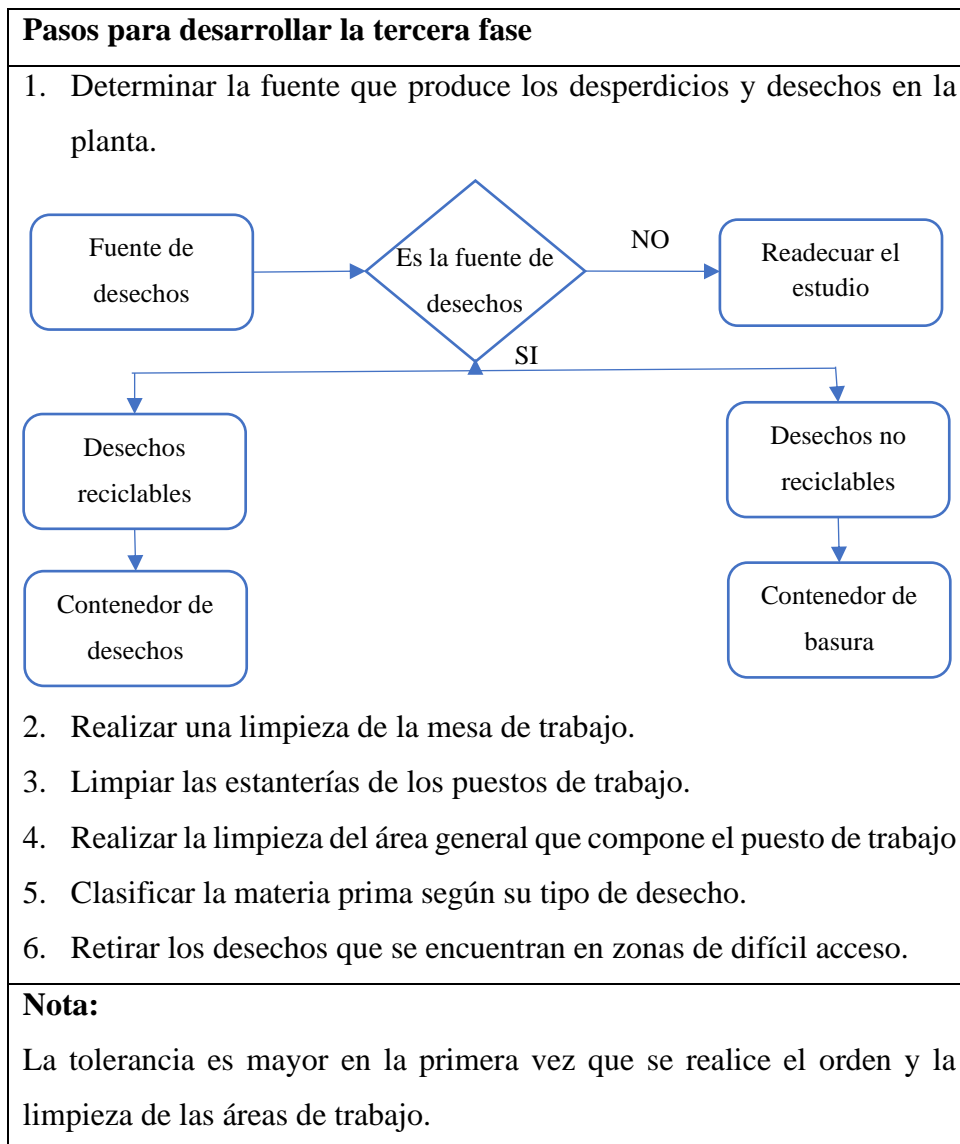 Pasos para desarrollar la tercera fase
1. Determinar la fuente que produce los desperdicios y desechos en la
planta.
Fuente de
desechos
Es la fuente de
desechos
NO
Readecuar el
estudio
SI
Desechos
reciclables
Desechos no
reciclables
Contenedor de
desechos
Contenedor de
basura
2. Realizar una limpieza de la mesa de trabajo.
3. Limpiar las estanterías de los puestos de trabajo.
4. Realizar la limpieza del área general que compone el puesto de trabajo
5. Clasificar la materia prima según su tipo de desecho.
6. Retirar los desechos que se encuentran en zonas de difícil acceso.
Nota:
La tolerancia es mayor en la primera vez que se realice el orden y la
limpieza de las áreas de trabajo.